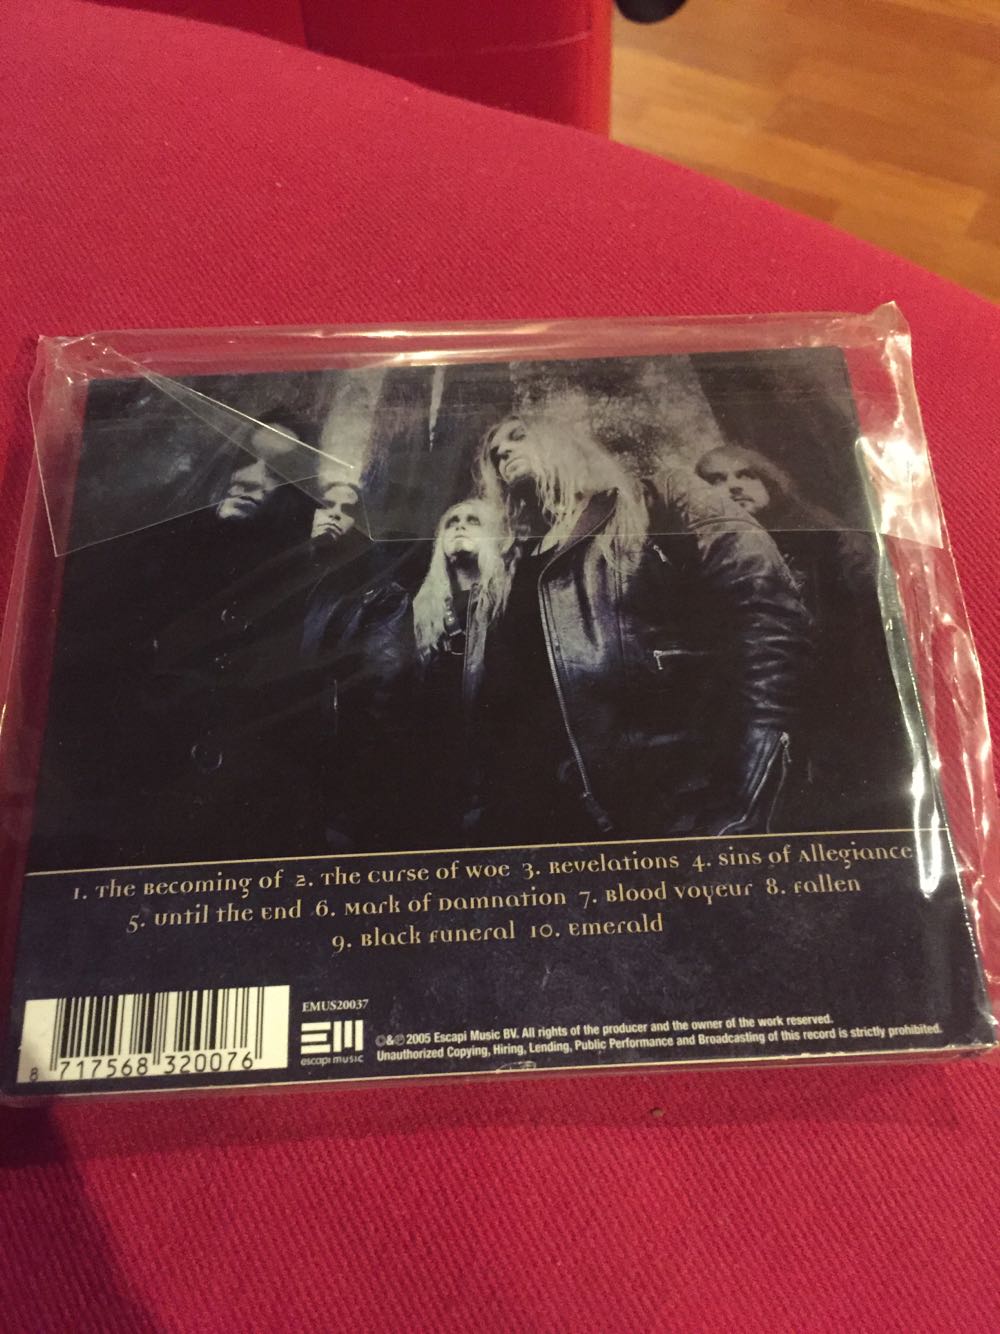 1. The Becoming of 2. The Curse of Woe 3. Revelations 4. Sins of Allegiance
5. Until the End 6. Mark of Damnation 7. Blood Voyeur 8. Fallen
9. Black Funeral 10. Emerald
EMUS20037
EM
escapi music
©&℗2005 Escapi Music BV. All rights of the producer and the owner of the work reserved.
Unauthorized Copying, Hiring, Lending, Public Performance and Broadcasting of this record is strictly prohibited.
8 717568 320076